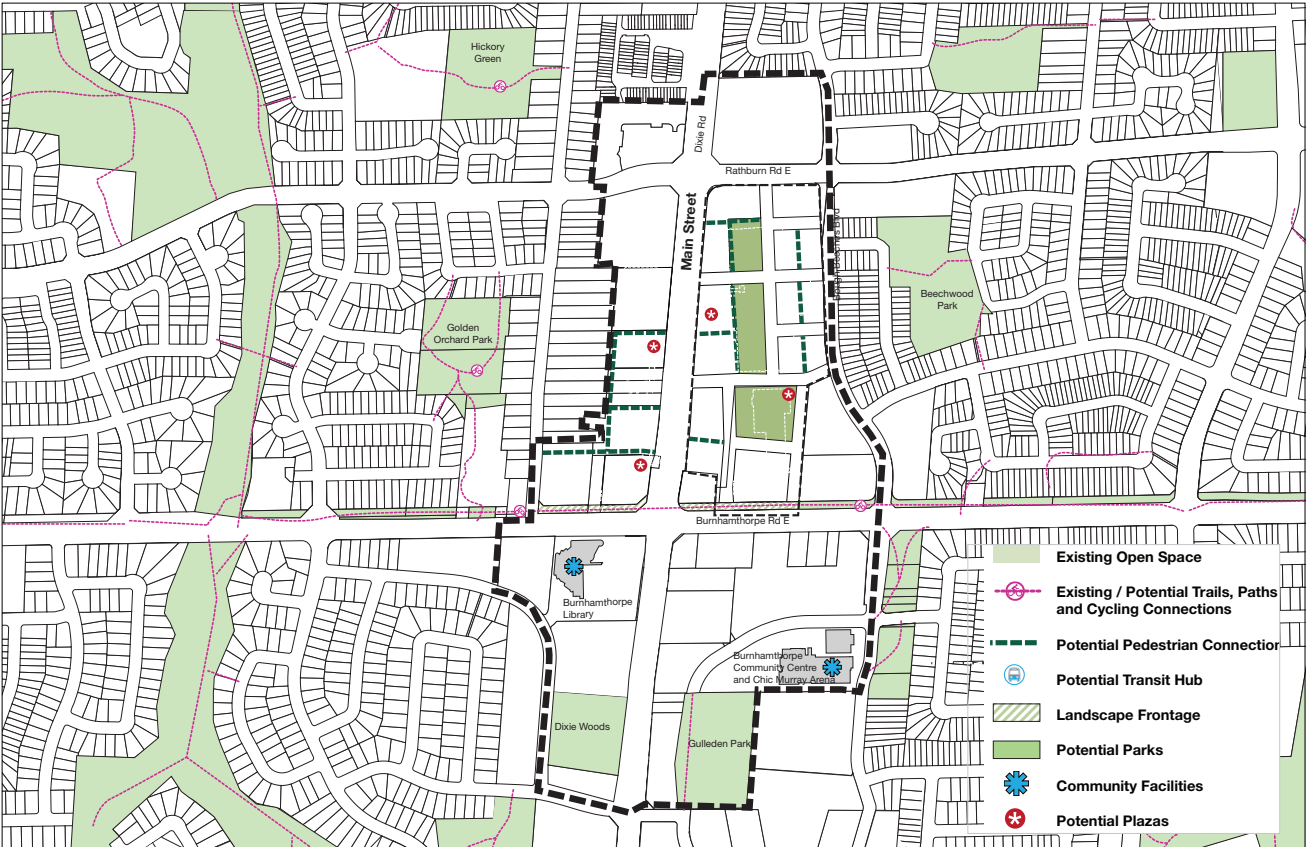 Hickory
Green
Dixie Rd
Rathburn Rd E
Main Street
Beechwood
Park
Golden
Orchard Park
Burnhamthorpe Rd E
Burnhamthorpe
Library
Burnhamthorpe
Community Centre
and Chic Murray Arena
Dixie Woods
Gulleden Park
Existing Open Space
Existing / Potential Trails, Paths
and Cycling Connections
Potential Pedestrian Connection
Potential Transit Hub
Landscape Frontage
Potential Parks
Community Facilities
Potential Plazas